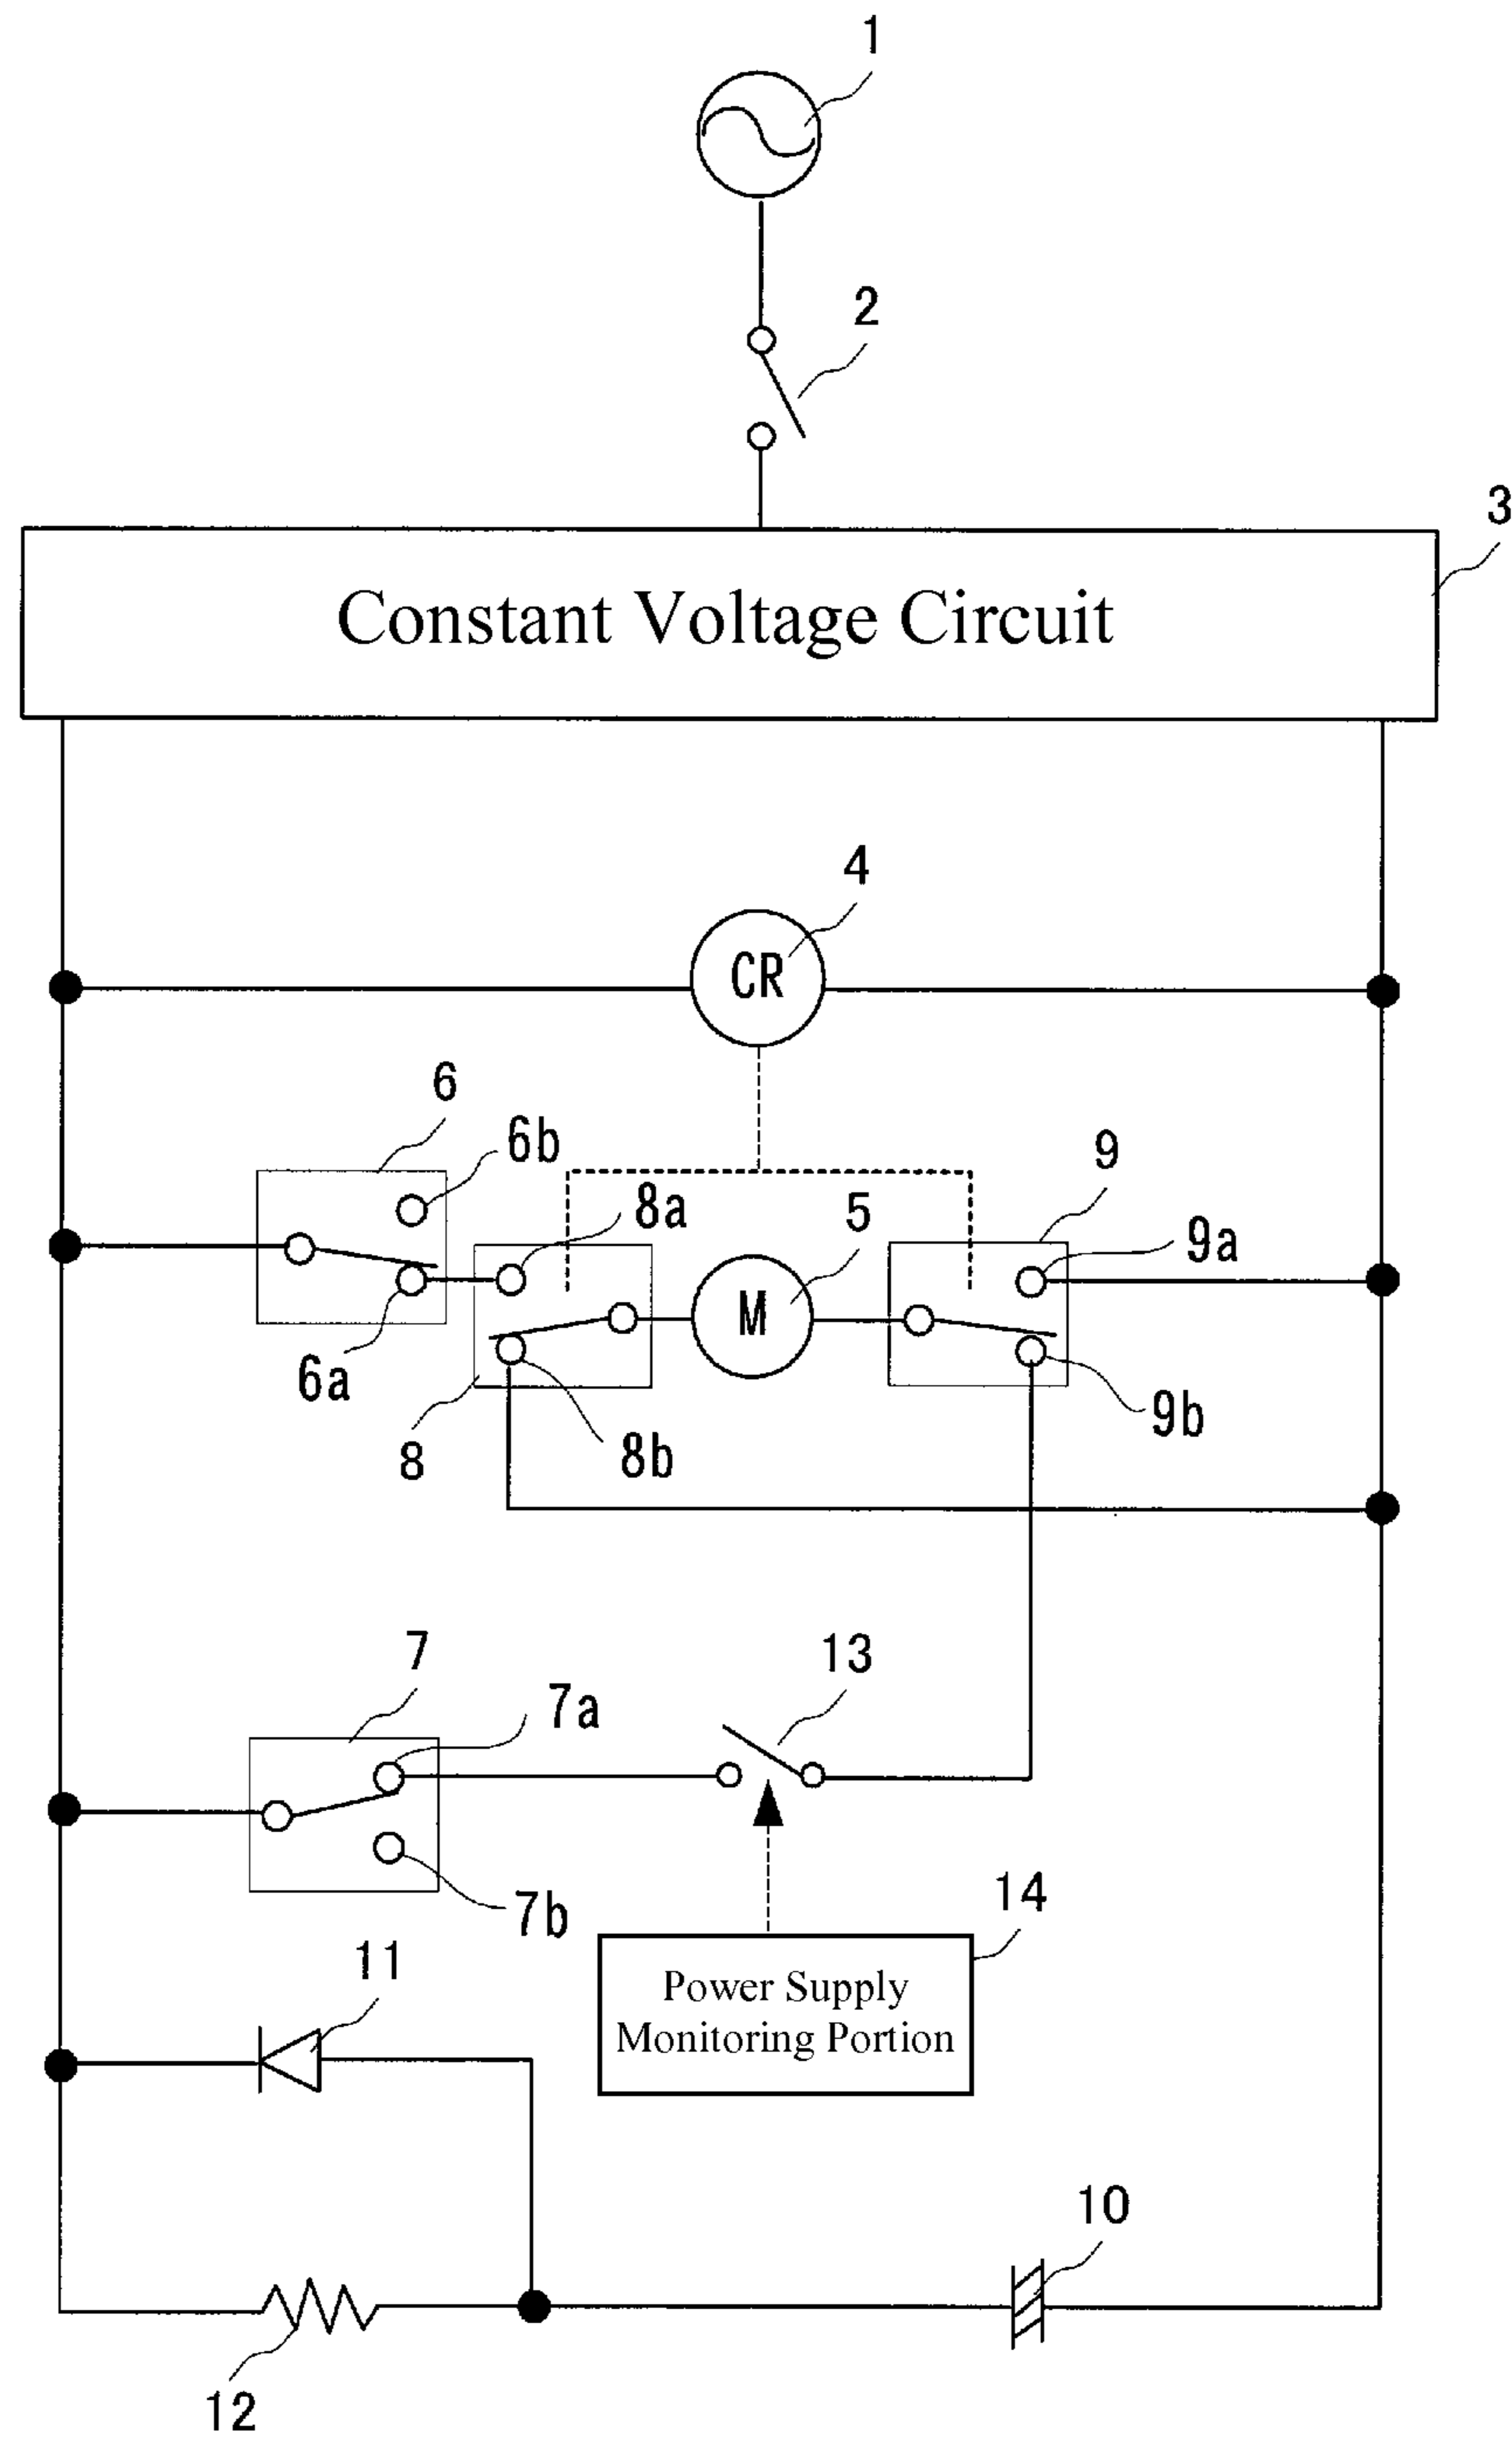 1
2
3
Constant Voltage Circuit
4
CR
6
6b
8a
5
9
9a
M
6a
8
8b
9b
7
7a
13
7b
14
11
Power Supply
Monitoring Portion
10
12